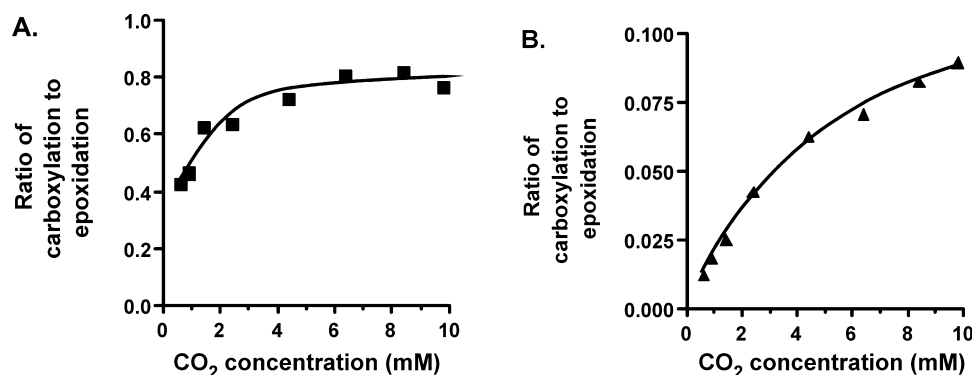 A.
Ratio of
carboxylation to
epoxidation
1.0
0.8
0.6
0.4
0.2
0.0
0 2 4 6 8 10
CO₂ concentration (mM)
B.
Ratio of
carboxylation to
epoxidation
0.100
0.075
0.050
0.025
0.000
0 2 4 6 8 10
CO₂ concentration (mM)